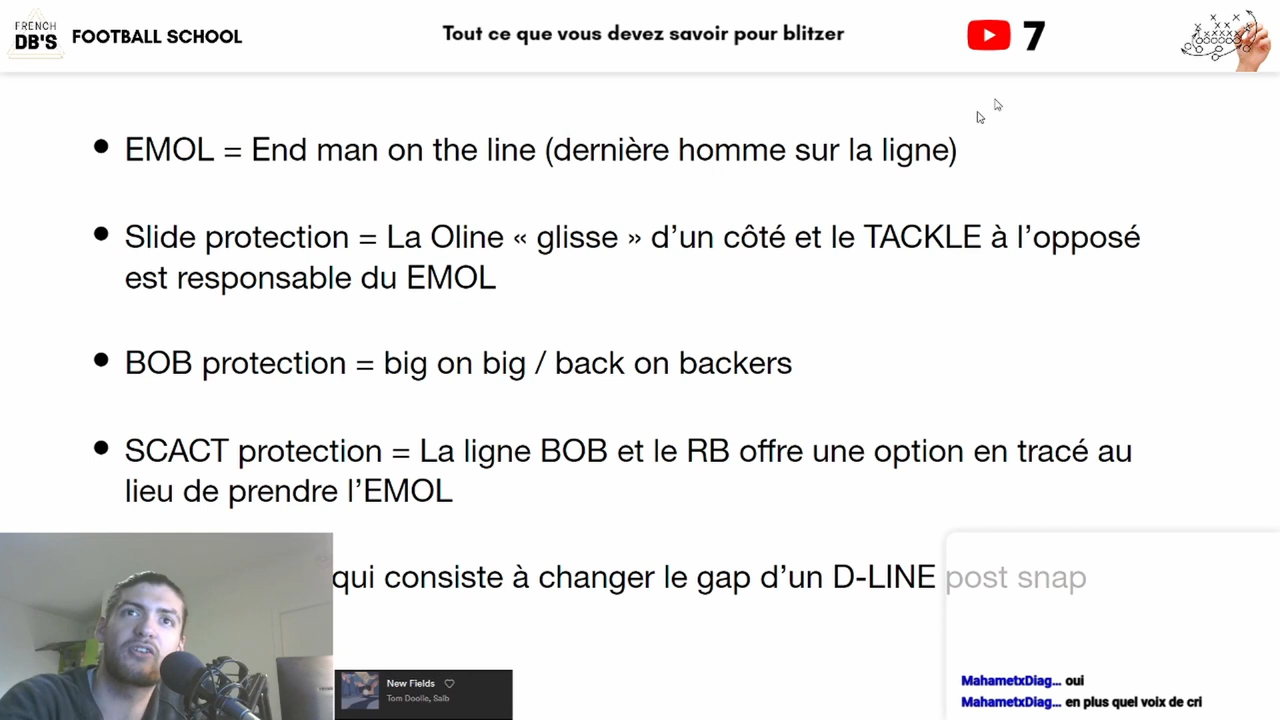 FRENCH
DB'S
FOOTBALL SCHOOL
Tout ce que vous devez savoir pour blitzer
7
EMOL = End man on the line (dernière homme sur la ligne)
Slide protection = La Oline « glisse » d’un côté et le TACKLE à l’opposé
est responsable du EMOL
BOB protection = big on big / back on backers
SCACT protection = La ligne BOB et le RB offre une option en tracé au
lieu de prendre l’EMOL
qui consiste à changer le gap d’un D-LINE post snap
New Fields
Tom Doolie, Salb
MahametxDiag... oui
MahametxDiag... en plus quel voix de cri